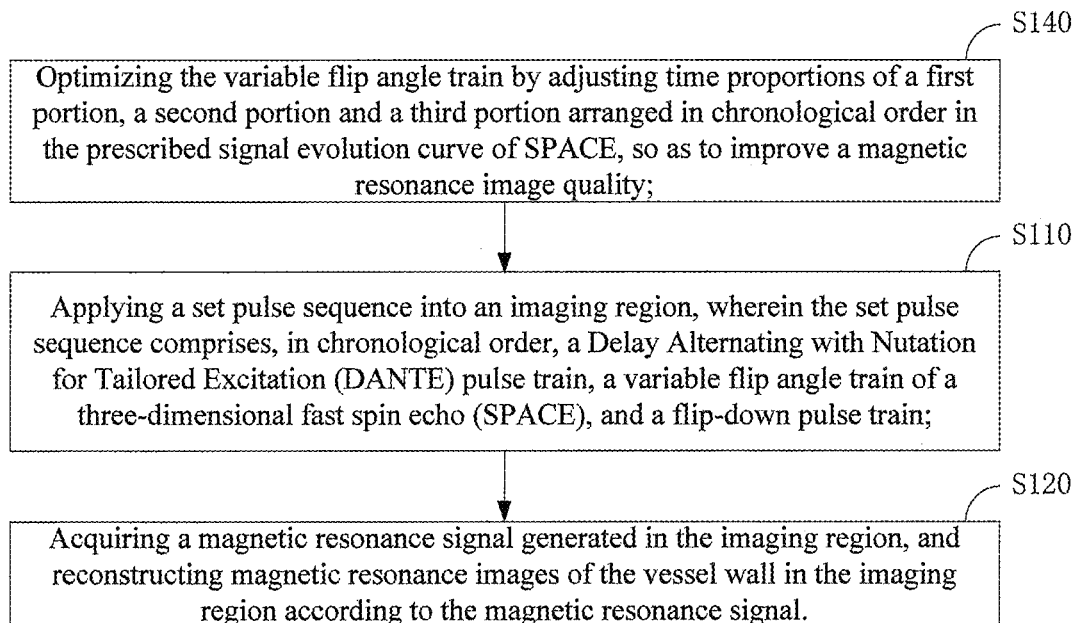 S140
Optimizing the variable flip angle train by adjusting time proportions of a first
portion, a second portion and a third portion arranged in chronological order in
the prescribed signal evolution curve of SPACE, so as to improve a magnetic
resonance image quality;
S110
Applying a set pulse sequence into an imaging region, wherein the set pulse
sequence comprises, in chronological order, a Delay Alternating with Nutation
for Tailored Excitation (DANTE) pulse train, a variable flip angle train of a
three-dimensional fast spin echo (SPACE), and a flip-down pulse train;
S120
Acquiring a magnetic resonance signal generated in the imaging region, and
reconstructing magnetic resonance images of the vessel wall in the imaging
region according to the magnetic resonance signal.